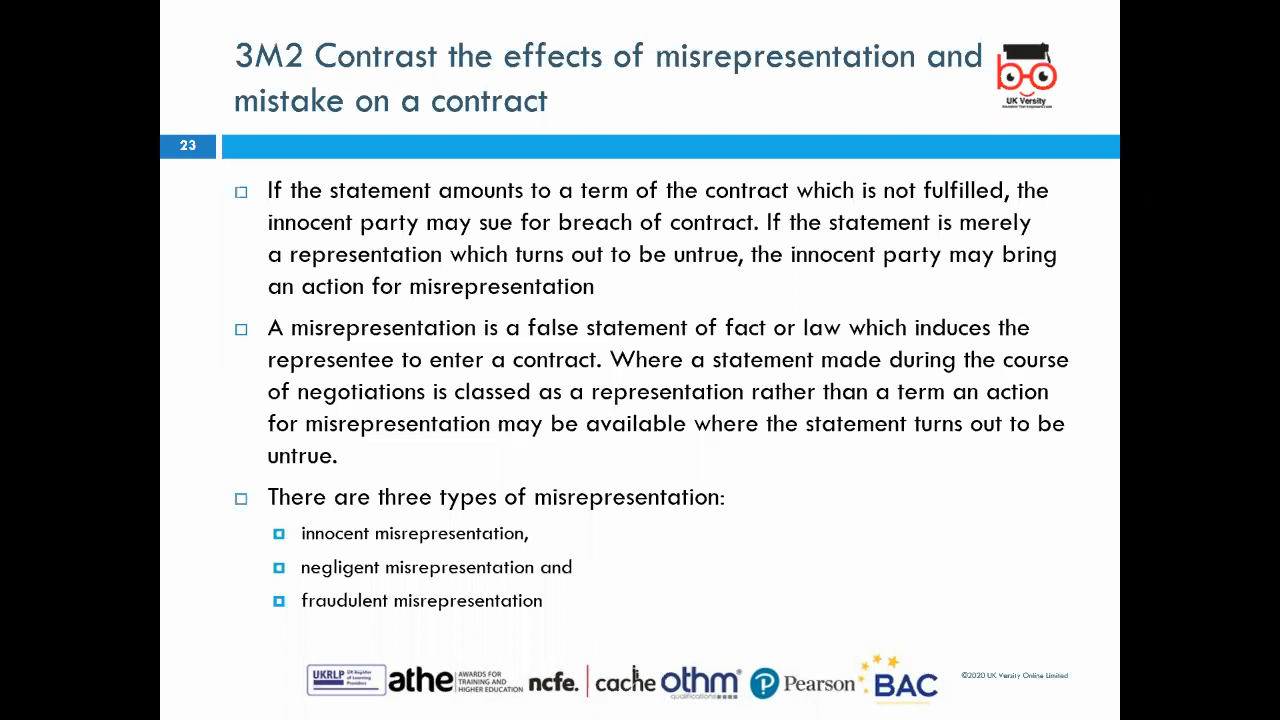 3M2 Contrast the effects of misrepresentation and
mistake on a contract
UK Versity
23
If the statement amounts to a term of the contract which is not fulfilled, the
innocent party may sue for breach of contract. If the statement is merely
a representation which turns out to be untrue, the innocent party may bring
an action for misrepresentation
A misrepresentation is a false statement of fact or law which induces the
representee to enter a contract. Where a statement made during the course
of negotiations is classed as a representation rather than a term an action
for misrepresentation may be available where the statement turns out to be
untrue.
There are three types of misrepresentation:
innocent misrepresentation,
negligent misrepresentation and
fraudulent misrepresentation
UKRLP UK Register of Learning Providers
athe AWARDS FOR TRAINING AND HIGHER EDUCATION
ncfe.
cache
othm qualifications
Pearson
BAC
©2020 UK Versity Online Limited